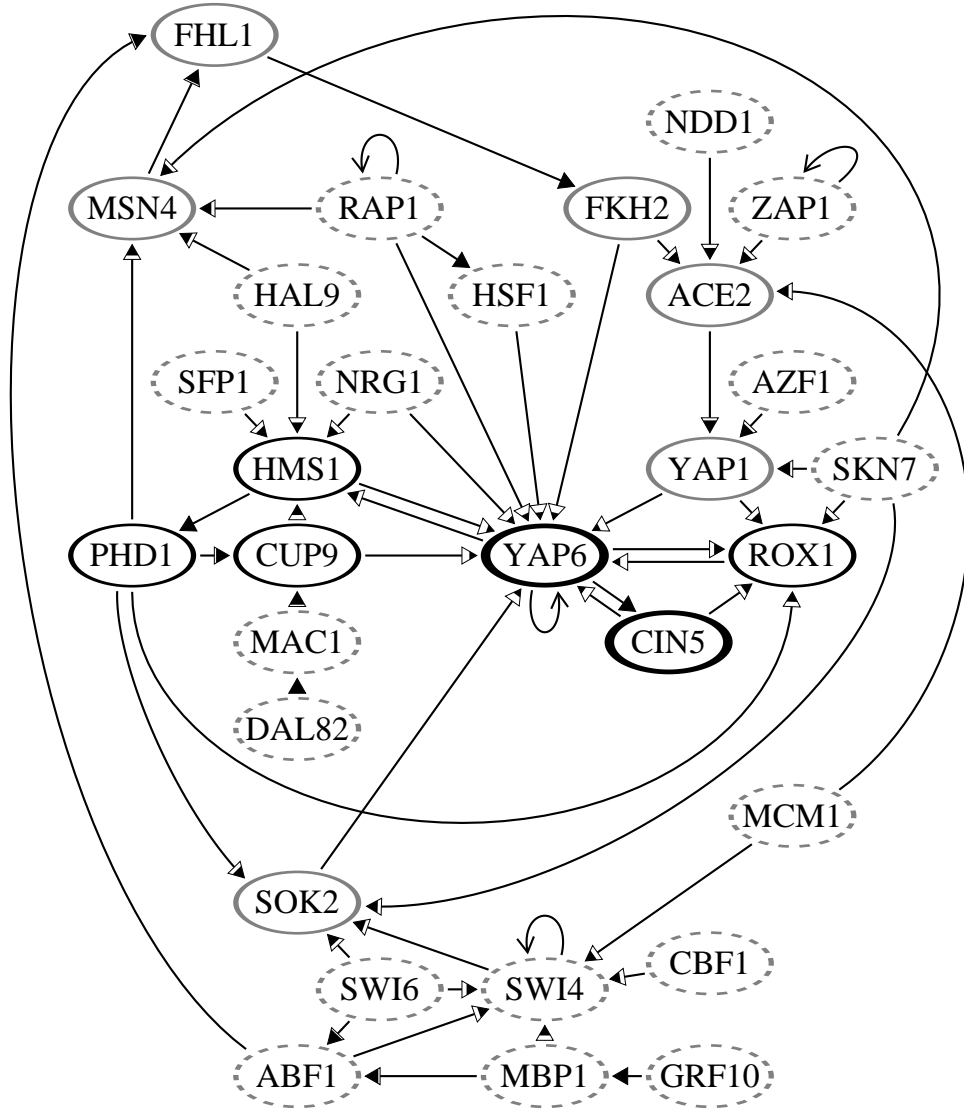 FHL1
NDD1
MSN4
RAP1
FKH2
ZAP1
HAL9
HSF1
ACE2
SFP1
NRG1
AZF1
HMS1
YAP1
SKN7
PHD1
CUP9
YAP6
ROX1
MAC1
CIN5
DAL82
MCM1
SOK2
CBF1
SWI6
SWI4
ABF1
MBP1
GRF10